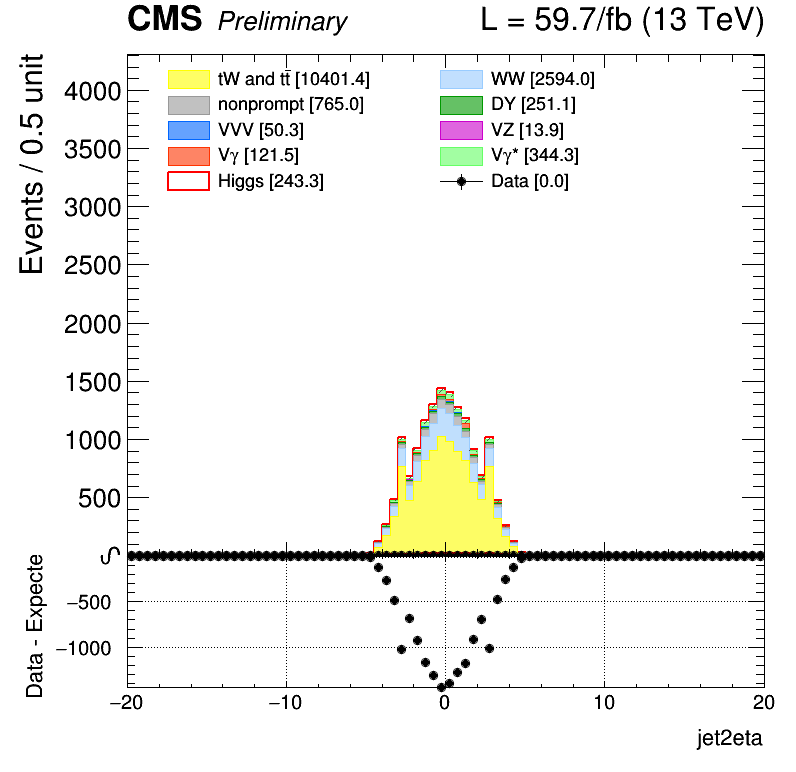 CMS Preliminary L = 59.7/fb (13 TeV)
Events / 0.5 unit
tW and tt̄ [10401.4] WW [2594.0]
nonprompt [765.0] DY [251.1]
VVV [50.3] VZ [13.9]
Vγ [121.5] Vγ* [344.3]
Higgs [243.3] Data [0.0]
4000
3500
3000
2500
2000
1500
1000
500
0
Data - Expecte
−500
−1000
−20 −10 0 10 20
jet2eta